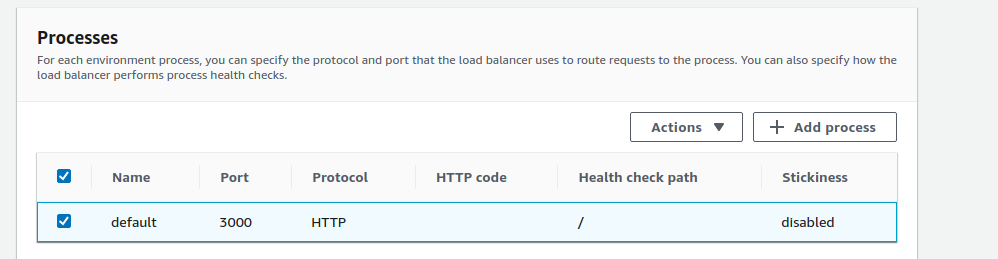 Processes
For each environment process, you can specify the protocol and port that the load balancer uses to route requests to the process. You can also specify how the
load balancer performs process health checks.
Actions Add process
Name Port Protocol HTTP code Health check path Stickiness
default 3000 HTTP / disabled